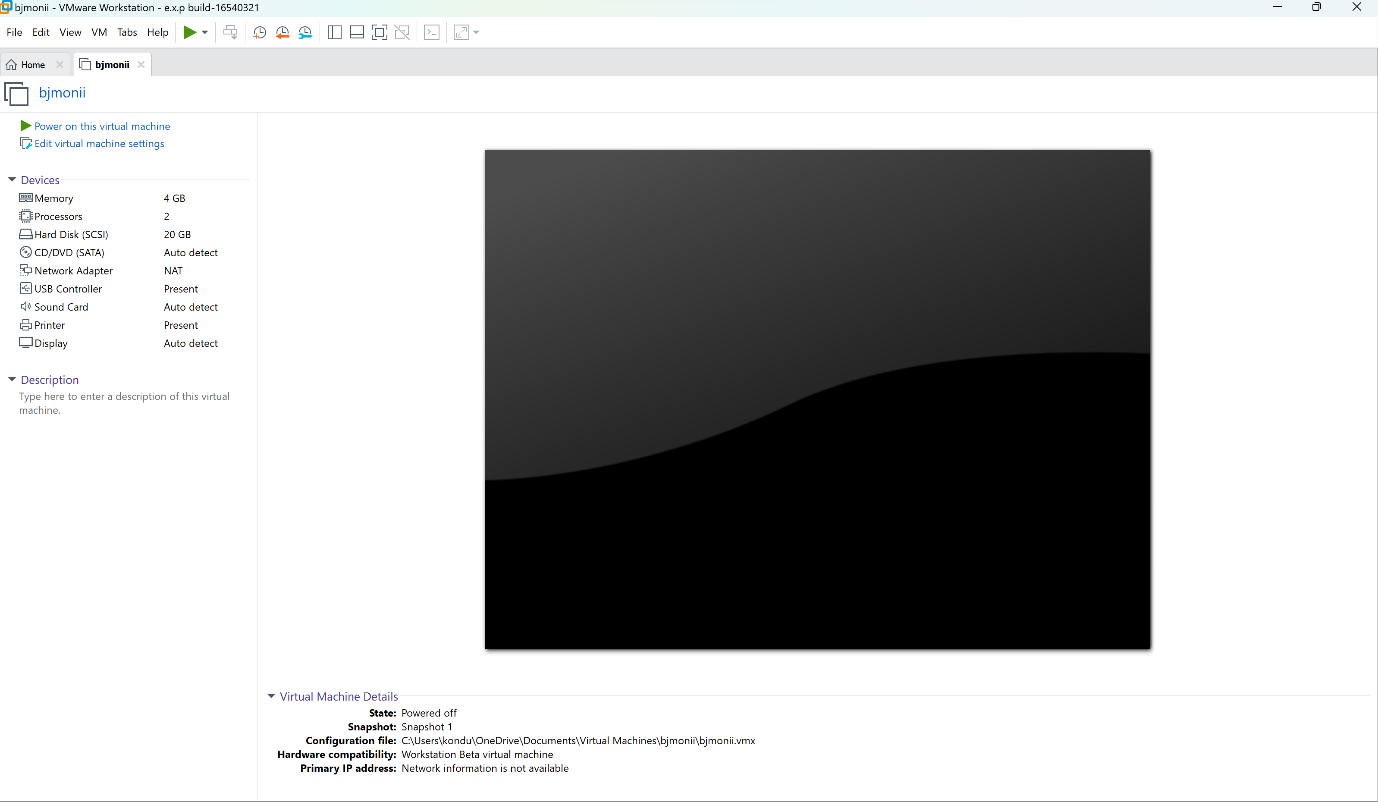 bjmonii - VMware Workstation - e.x.p build-16540321
File Edit View VM Tabs Help
Home bjmonii
bjmonii
Power on this virtual machine
Edit virtual machine settings
Devices
Memory 4 GB
Processors 2
Hard Disk (SCSI) 20 GB
CD/DVD (SATA) Auto detect
Network Adapter NAT
USB Controller Present
Sound Card Auto detect
Printer Present
Display Auto detect
Description
Type here to enter a description of this virtual
machine.
Virtual Machine Details
State: Powered off
Snapshot: Snapshot 1
Configuration file: C:\Users\kondu\OneDrive\Documents\Virtual Machines\bjmonii\bjmonii.vmx
Hardware compatibility: Workstation Beta virtual machine
Primary IP address: Network information is not available